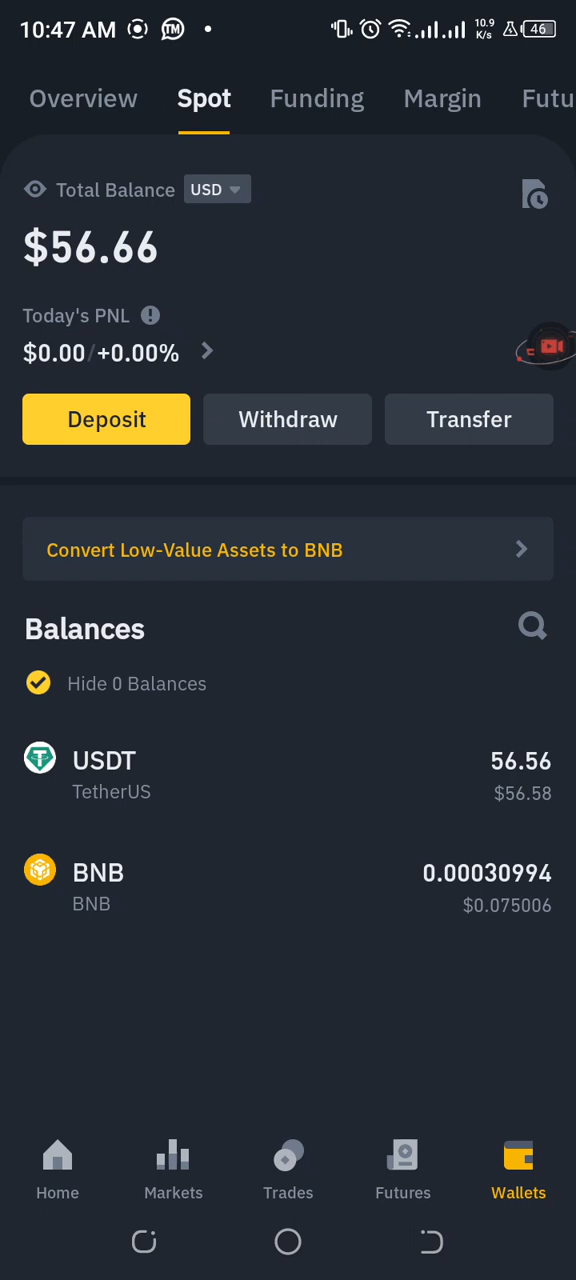 10:47 AM TM 10.9 K/s 46
Overview Spot Funding Margin Futu
Total Balance USD
$56.66
Today's PNL
$0.00/+0.00%
Deposit Withdraw Transfer
Convert Low-Value Assets to BNB
Balances
Hide 0 Balances
USDT 56.56
TetherUS $56.58
BNB 0.00030994
BNB $0.075006
Home Markets Trades Futures Wallets